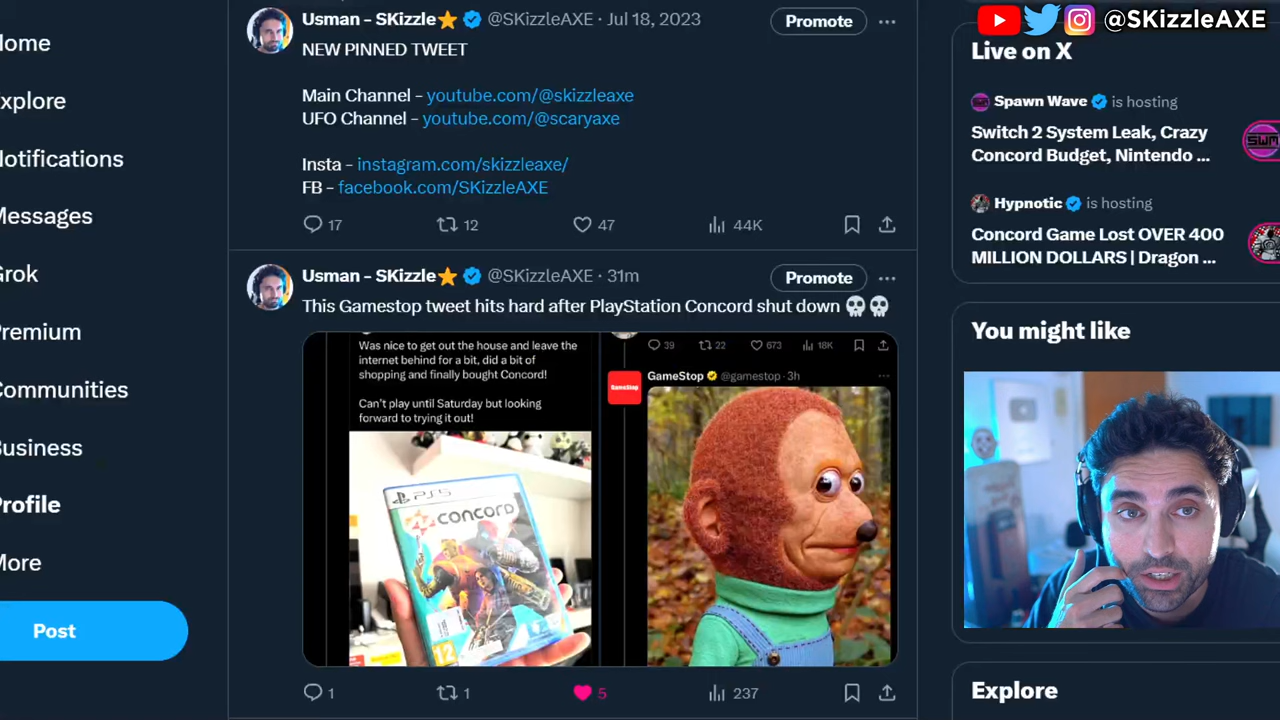 @SKizzleAXE
Home
Explore
Notifications
Messages
Grok
Premium
Communities
Business
Profile
More
Post
Usman - SKizzle @SKizzleAXE · Jul 18, 2023
Promote
NEW PINNED TWEET
Main Channel - youtube.com/@skizzleaxe
UFO Channel - youtube.com/@scaryaxe
Insta - instagram.com/skizzleaxe/
FB - facebook.com/SKizzleAXE
17 12 47 44K
Usman - SKizzle @SKizzleAXE · 31m
Promote
This Gamestop tweet hits hard after PlayStation Concord shut down
Was nice to get out the house and leave the
internet behind for a bit, did a bit of
shopping and finally bought Concord!
Can't play until Saturday but looking
forward to trying it out!
PS5
CONCORD
12
39 22 673 18K
GameStop
GameStop @gamestop · 3h
1 1 5 237
Live on X
Spawn Wave is hosting
Switch 2 System Leak, Crazy
Concord Budget, Nintendo ...
SWM
Hypnotic is hosting
Concord Game Lost OVER 400
MILLION DOLLARS | Dragon ...
You might like
Explore